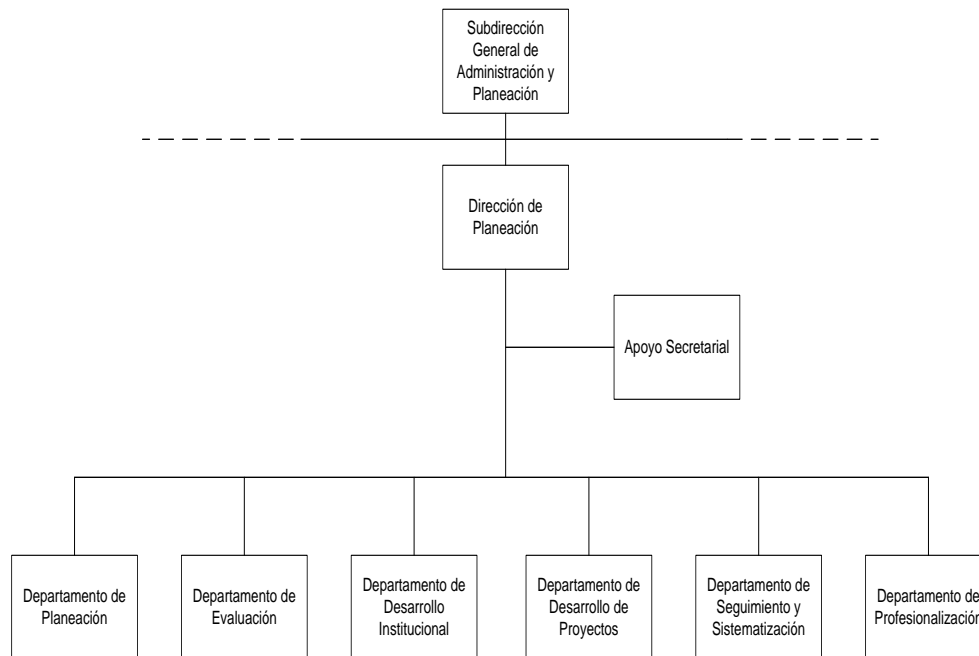 Subdirección
General de
Administración y
Planeación
Dirección de
Planeación
Apoyo Secretarial
Departamento de
Planeación
Departamento de
Evaluación
Departamento de
Desarrollo
Institucional
Departamento de
Desarrollo de
Proyectos
Departamento de
Seguimiento y
Sistematización
Departamento de
Profesionalización